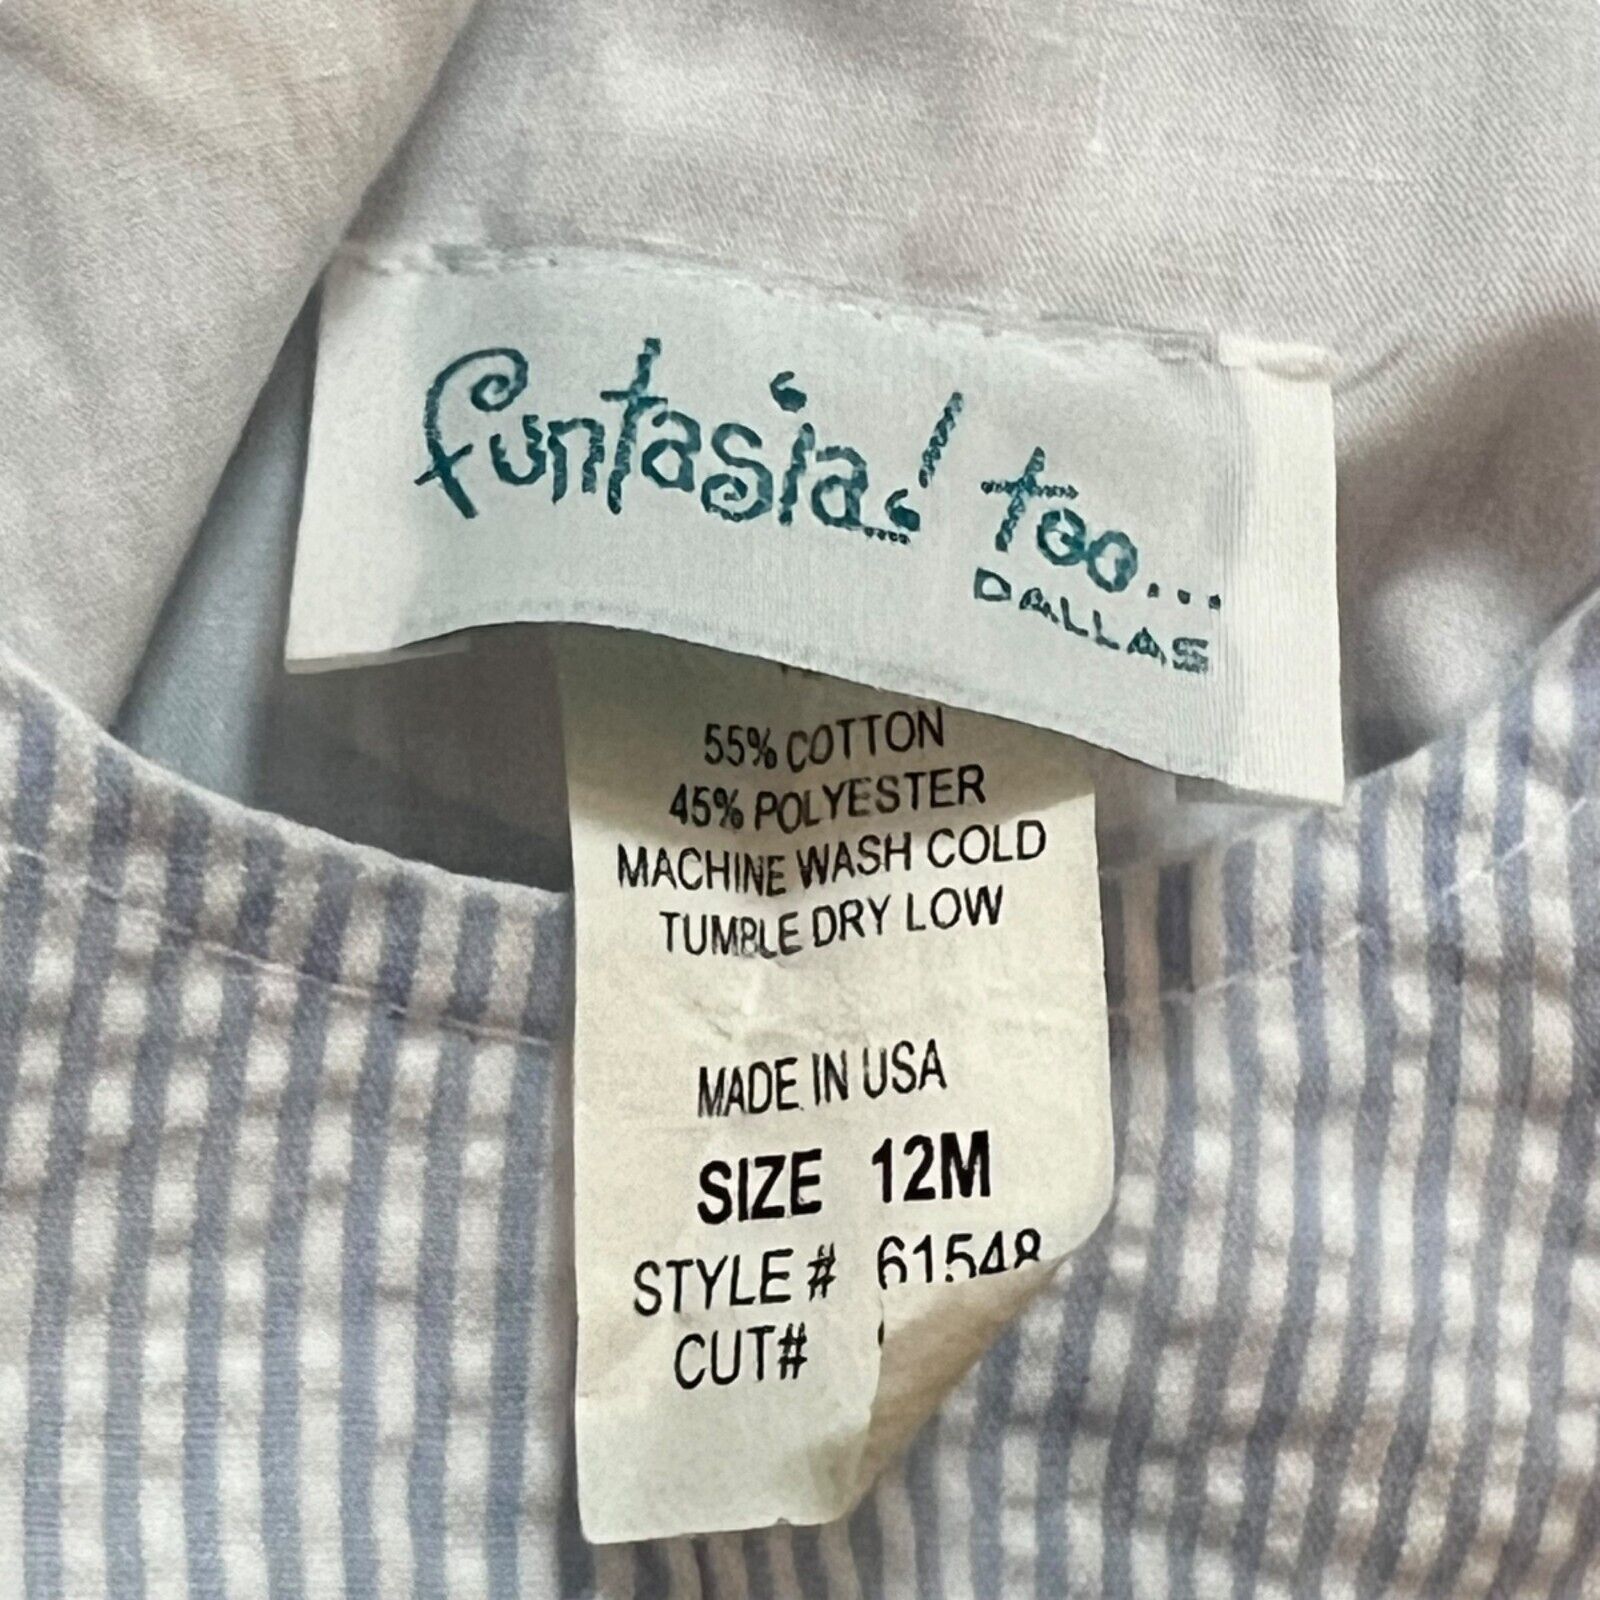 funtasia! too...
DALLAS
55% COTTON
45% POLYESTER
MACHINE WASH COLD
TUMBLE DRY LOW
MADE IN USA
SIZE 12M
STYLE # 61548
CUT#